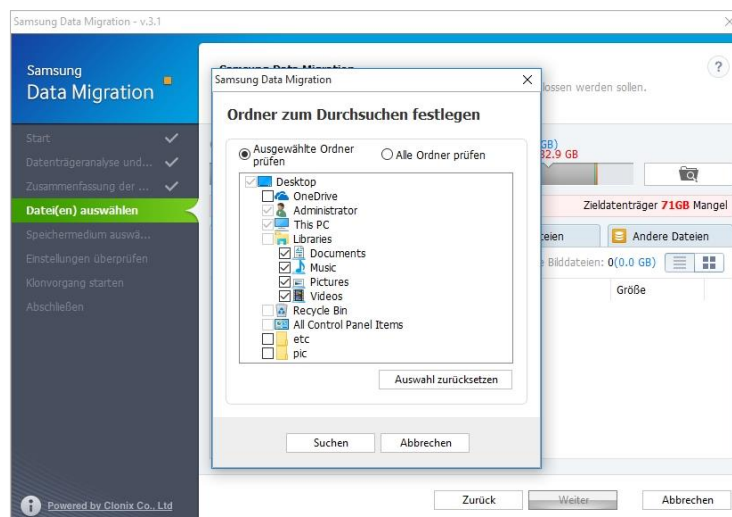 Samsung Data Migration - v.3.1
Samsung
Data Migration
Start
Datenträgeranalyse und...
Zusammenfassung der ...
Datei(en) auswählen
Speichermedium auswä...
Einstellungen überprüfen
Klonvorgang starten
Abschließen
Powered by Clonix Co., Ltd
Samsung Data Migration
lossen werden sollen.
?
GB)
32.9 GB
Zieldatenträger 71GB Mangel
eien
Andere Dateien
e Bilddateien: 0(0.0 GB)
Größe
Samsung Data Migration
Ordner zum Durchsuchen festlegen
Ausgewählte Ordner
prüfen
Alle Ordner prüfen
Desktop
OneDrive
Administrator
This PC
Libraries
Documents
Music
Pictures
Videos
Recycle Bin
All Control Panel Items
etc
pic
Auswahl zurücksetzen
Suchen
Abbrechen
Zurück
Weiter
Abbrechen